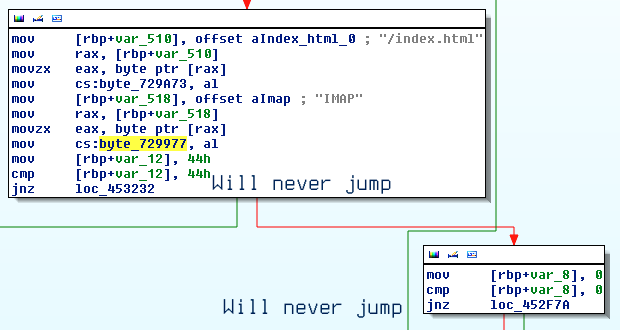 mov [rbp+var_510], offset aIndex_html_0 ; "/index.html"
mov rax, [rbp+var_510]
movzx eax, byte ptr [rax]
mov cs:byte_729A73, al
mov [rbp+var_518], offset aImap ; "IMAP"
mov rax, [rbp+var_518]
movzx eax, byte ptr [rax]
mov cs:byte_729977, al
mov [rbp+var_12], 44h
cmp [rbp+var_12], 44h
jnz loc_453232
Will never jump
mov [rbp+var_8], 0
cmp [rbp+var_8], 0
jnz loc_452F7A
Will never jump